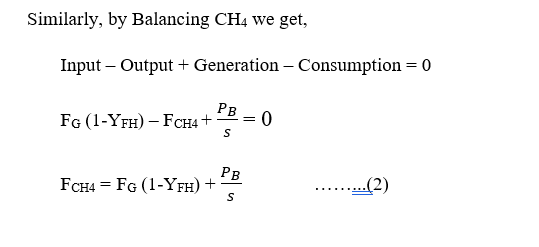 Similarly, by Balancing CH4 we get,
Input – Output + Generation – Consumption = 0
FG (1-YFH) – FCH4 + PB/s = 0
FCH4 = FG (1-YFH) + PB/s ………(2)